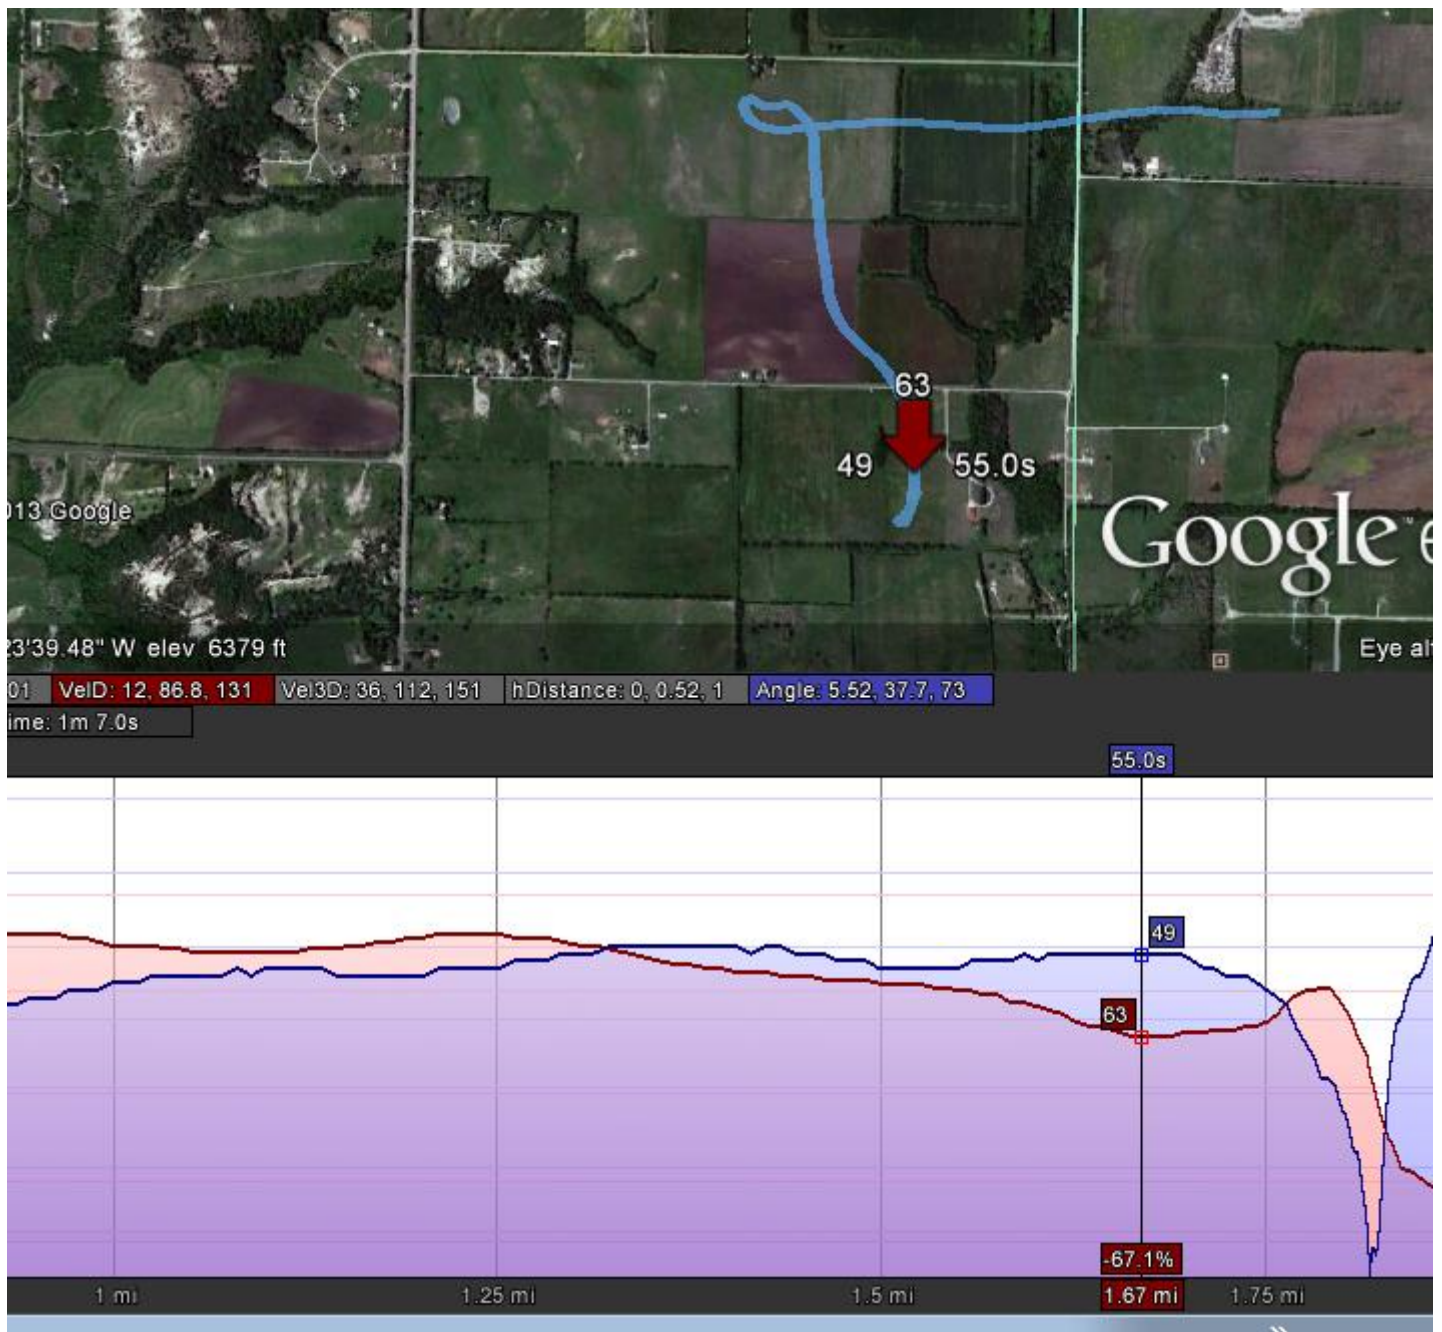 63
49 55.0s
013 Google
Google e
23'39.48" W elev 6379 ft
Eye alt
01 VelD: 12, 86.8, 131 Vel3D: 36, 112, 151 hDistance: 0, 0.52, 1 Angle: 5.52, 37.7, 73
ime: 1m 7.0s
55.0s
49
63
-67.1%
1 mi 1.25 mi 1.5 mi 1.67 mi 1.75 mi
»